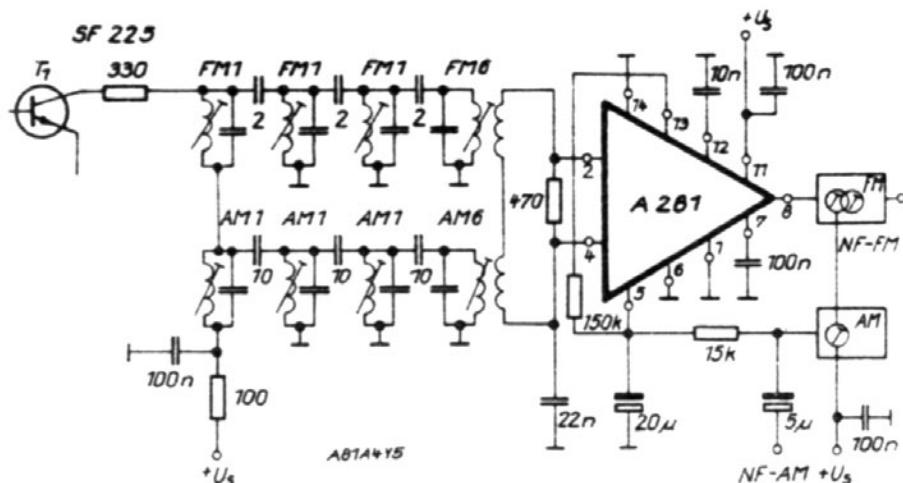 SF 225
T1
330
FM1 FM1 FM1 FM6
2 2 2
AM1 AM1 AM1 AM6
10 10 10
100n
100
+Us
A81A4Y5
470
2
4
14
13
12
11
10n
+Us
100n
A 281
8
7
1
6
5
100n
FM
NF-FM
AM
150k
15k
22n
20µ
5µ
100n
NF-AM +Us